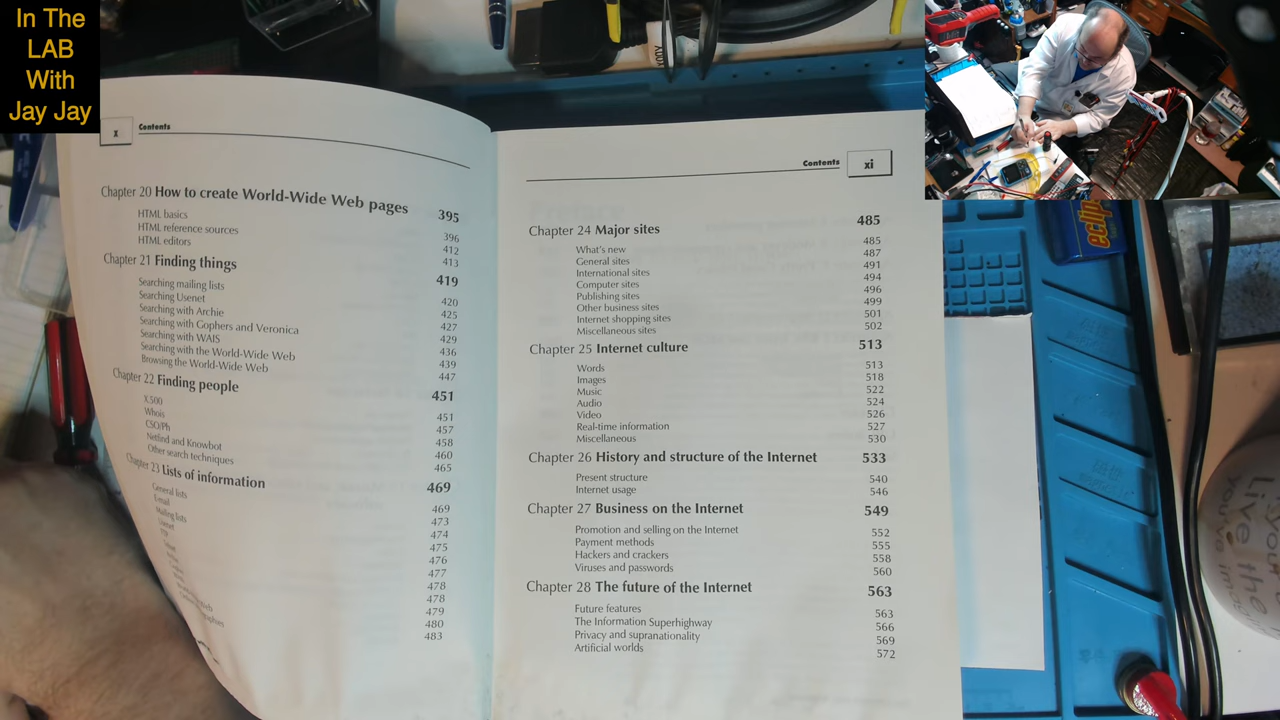 In The
LAB
With
Jay Jay
x Contents
Chapter 20 How to create World-Wide Web pages 395
HTML basics 396
HTML reference sources 412
HTML editors 413
Chapter 21 Finding things 419
Searching mailing lists 420
Searching Usenet 425
Searching with Archie 427
Searching with Gophers and Veronica 429
Searching with WAIS 436
Searching with the World-Wide Web 439
Browsing the World-Wide Web 447
Chapter 22 Finding people 451
X.500 451
Whois 457
CSO/Ph 458
Netfind and Knowbot 460
Other search techniques 465
Chapter 23 Lists of information 469
General lists 469
E-mail 473
Mailing lists 474
Usenet 475
FTP 476
477
478
478
479
480
483
Contents xi
Chapter 24 Major sites 485
What's new 485
General sites 487
International sites 491
Computer sites 494
Publishing sites 496
Other business sites 499
Internet shopping sites 501
Miscellaneous sites 502
Chapter 25 Internet culture 513
Words 513
Images 518
Music 522
Audio 524
Video 526
Real-time information 527
Miscellaneous 530
Chapter 26 History and structure of the Internet 533
Present structure 540
Internet usage 546
Chapter 27 Business on the Internet 549
Promotion and selling on the Internet 552
Payment methods 555
Hackers and crackers 558
Viruses and passwords 560
Chapter 28 The future of the Internet 563
Future features 563
The Information Superhighway 566
Privacy and supranationality 569
Artificial worlds 572
eclip
Live
the